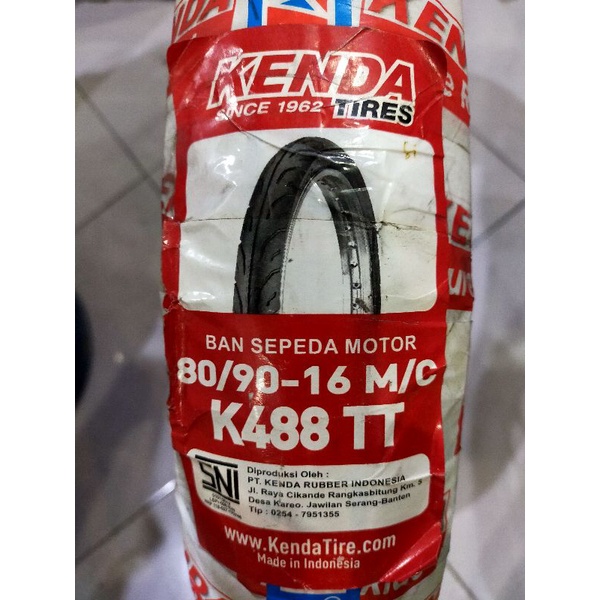 KENDA
SINCE 1962 TIRES
BAN SEPEDA MOTOR
80/90-16 M/C
K488 TT
SNI
Diproduksi Oleh :
PT. KENDA RUBBER INDONESIA
Jl. Raya Cikande Rangkasbitung Km. 5
Desa Kareo. Jawilan Serang-Banten
Tlp : 0254 - 7951355
www.KendaTire.com
Made in Indonesia